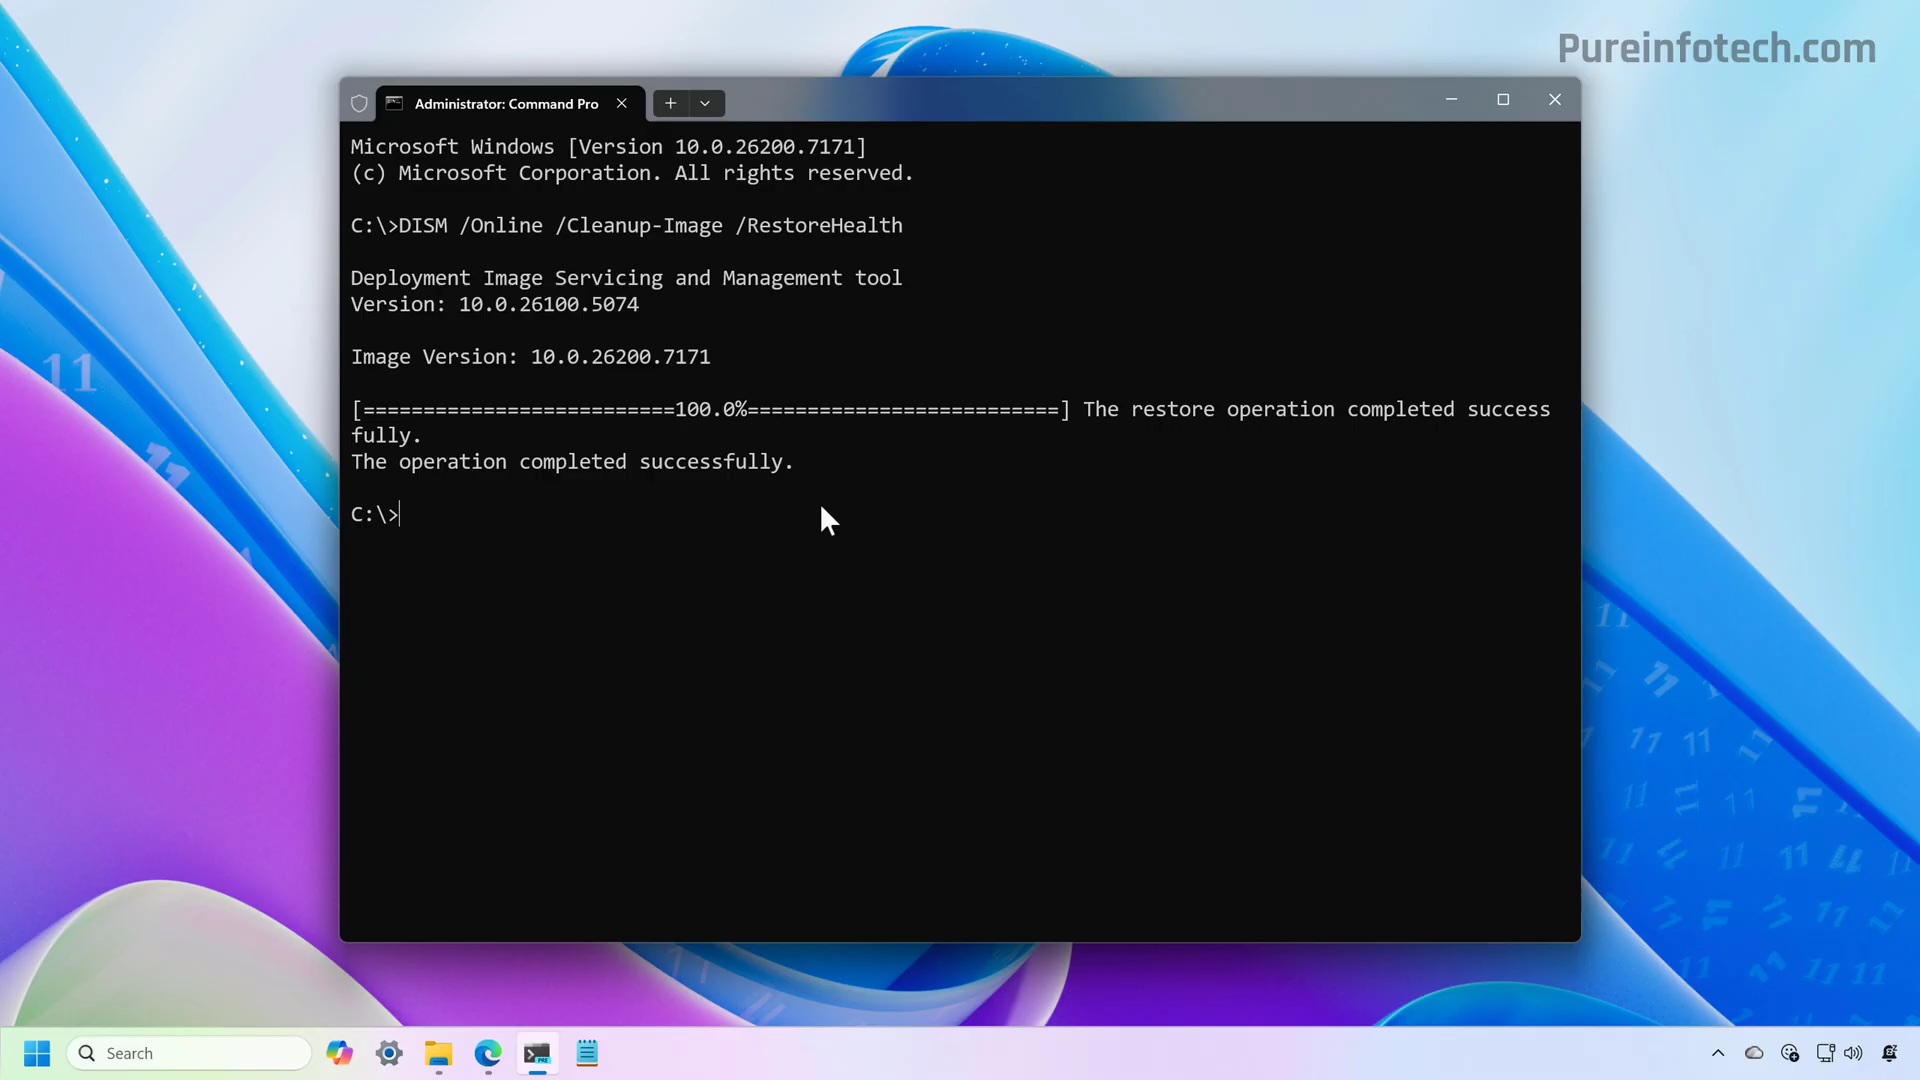 Pureinfotech.com
Administrator: Command Pro
Microsoft Windows [Version 10.0.26200.7171]
(c) Microsoft Corporation. All rights reserved.
C:\>DISM /Online /Cleanup-Image /RestoreHealth
Deployment Image Servicing and Management tool
Version: 10.0.26100.5074
Image Version: 10.0.26200.7171
[==========================100.0%==========================] The restore operation completed success
fully.
The operation completed successfully.
C:\>
Search
PRE